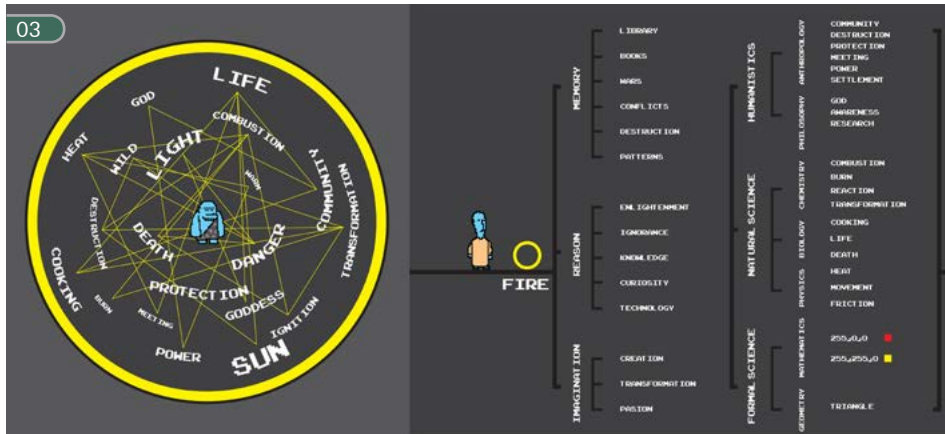 03
LIFE
GOD
COMBUSTION
HEAT
WILD
LIGHT
WARM
COMMUNITY
TRANSFORMATION
DESTRUCTION
DEATH
DANGER
COOKING
PROTECTION
BURN
MEETING
GODDESS
IGNITION
POWER
SUN
FIRE
MEMORY
LIBRARY
BOOKS
WARS
CONFLICTS
DESTRUCTION
PATTERNS
REASON
ENLIGHTENMENT
IGNORANCE
KNOWLEDGE
CURIOSITY
TECHNOLOGY
IMAGINATION
CREATION
TRANSFORMATION
PASION
HUMANISTICS
ANTHROPOLOGY
COMMUNITY
DESTRUCTION
PROTECTION
MEETING
POWER
SETTLEMENT
PHILOSOPHY
GOD
AWARENESS
RESEARCH
NATURAL SCIENCE
CHEMISTRY
COMBUSTION
BURN
REACTION
TRANSFORMATION
BIOLOGY
COOKING
LIFE
DEATH
PHYSICS
HEAT
MOVEMENT
FRICTION
FORMAL SCIENCE
MATHEMATICS
255,0,0
255,255,0
GEOMETRY
TRIANGLE